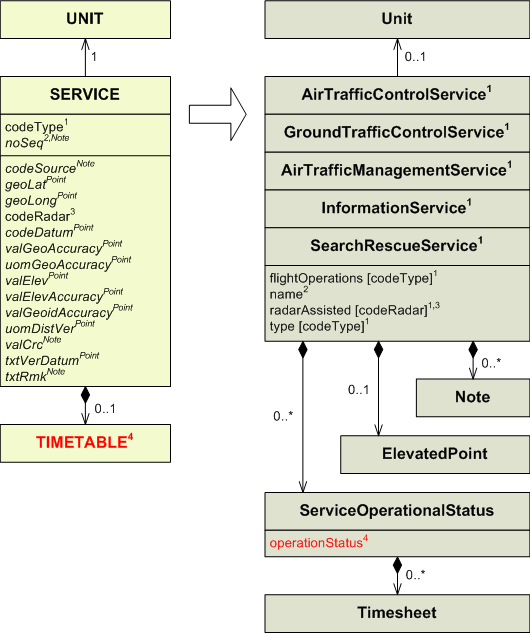 UNIT
1
SERVICE
codeType1
noSeq2,Note
codeSourceNote
geoLatPoint
geoLongPoint
codeRadar3
codeDatumPoint
valGeoAccuracyPoint
uomGeoAccuracyPoint
valElevPoint
valElevAccuracyPoint
valGeoidAccuracyPoint
uomDistVerPoint
valCrcNote
txtVerDatumPoint
txtRmkNote
0..1
TIMETABLE4
Unit
0..1
AirTrafficControlService1
GroundTrafficControlService1
AirTrafficManagementService1
InformationService1
SearchRescueService1
flightOperations [codeType]1
name2
radarAssisted [codeRadar]1,3
type [codeType]1
0..*
Note
0..1
ElevatedPoint
0..*
ServiceOperationalStatus
operationStatus4
0..*
Timesheet